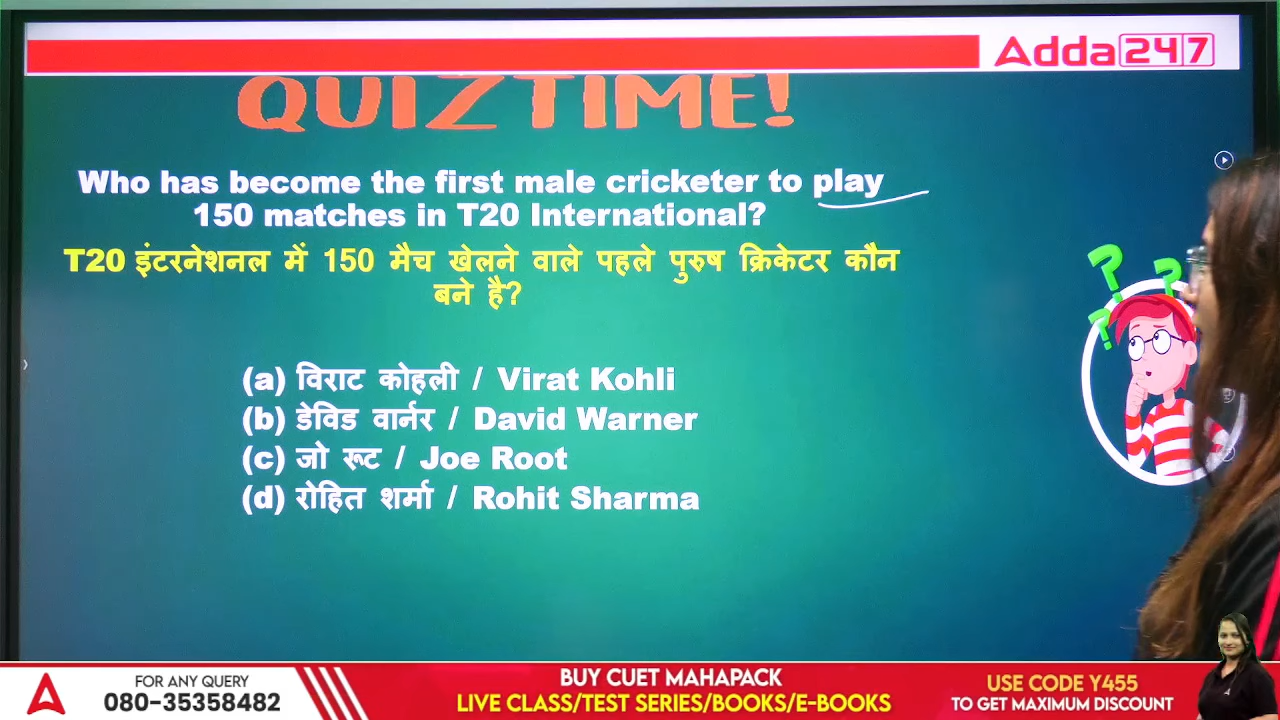 Adda247
QUIZTIME!
Who has become the first male cricketer to play
150 matches in T20 International?
T20 इंटरनेशनल में 150 मैच खेलने वाले पहले पुरुष क्रिकेटर कौन
बने है?
(a) विराट कोहली / Virat Kohli
(b) डेविड वार्नर / David Warner
(c) जो रूट / Joe Root
(d) रोहित शर्मा / Rohit Sharma
FOR ANY QUERY
080-35358482
BUY CUET MAHAPACK
LIVE CLASS/TEST SERIES/BOOKS/E-BOOKS
USE CODE Y455
TO GET MAXIMUM DISCOUNT